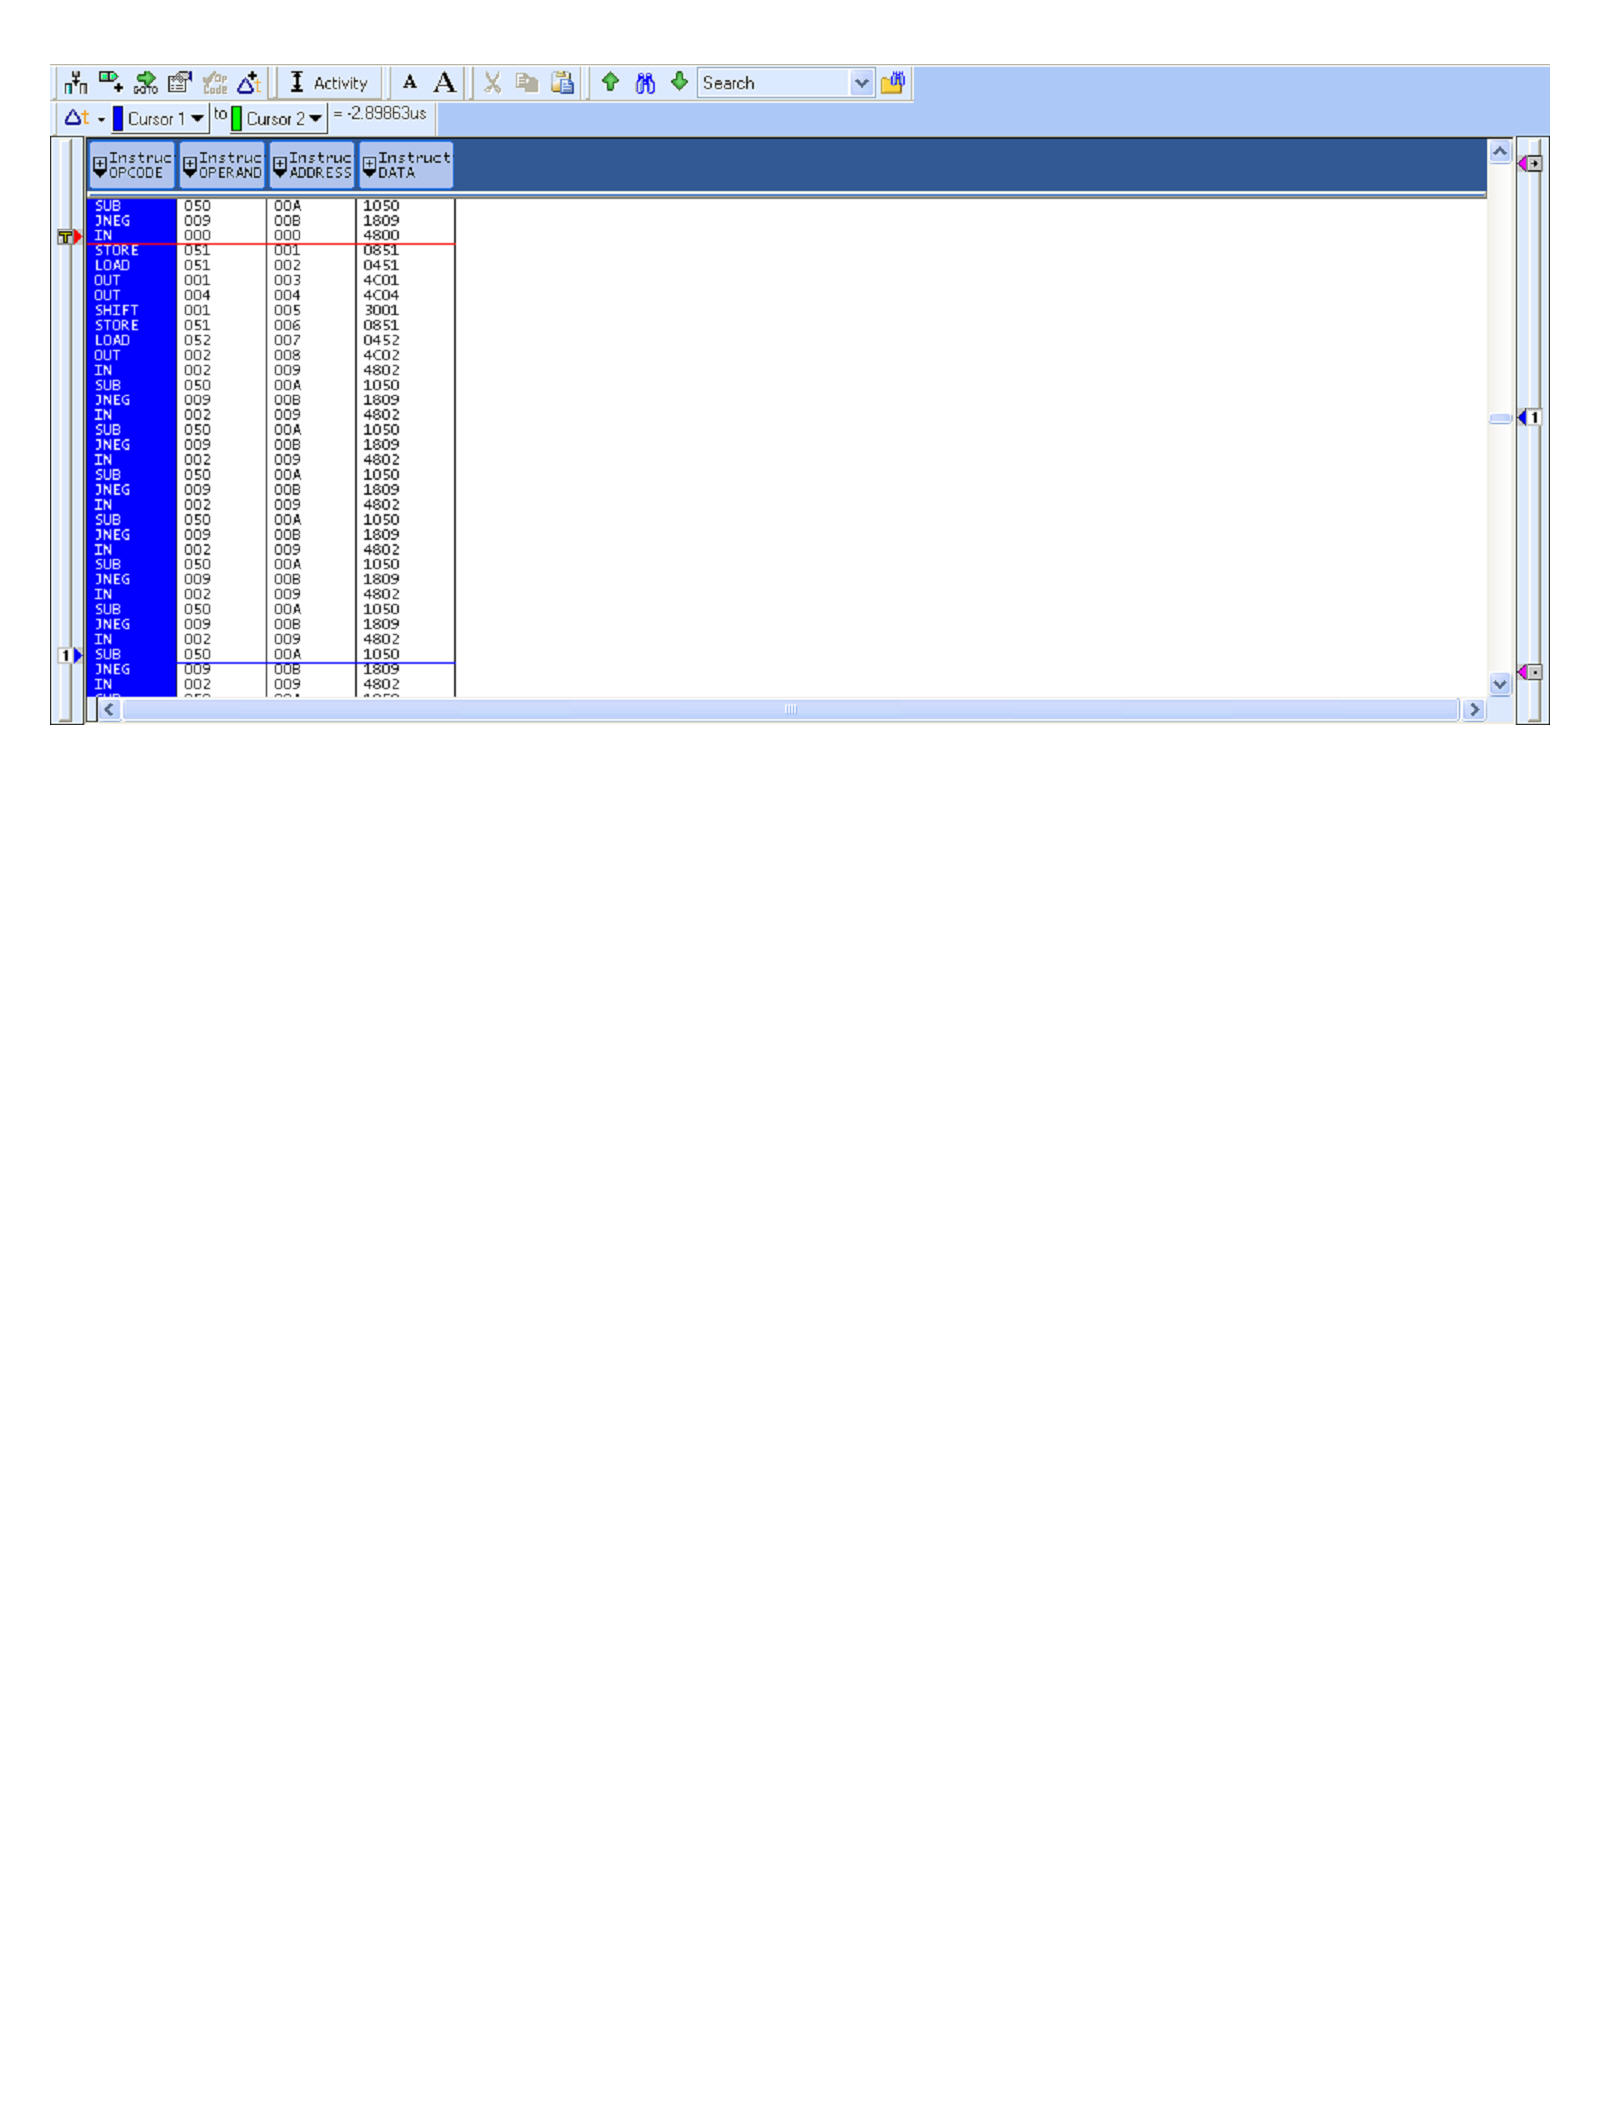 GOTO Op Code Δt Activity A A Search
Δt Cursor 1 to Cursor 2 = -2.89863us
Instruc OPCODE Instruc OPERAND Instruc ADDRESS Instruct DATA
SUB 050 00A 1050
JNEG 009 00B 1809
T IN 000 000 4800
STORE 051 001 0851
LOAD 051 002 0451
OUT 001 003 4C01
OUT 004 004 4C04
SHIFT 001 005 3001
STORE 051 006 0851
LOAD 052 007 0452
OUT 002 008 4C02
IN 002 009 4802
SUB 050 00A 1050
JNEG 009 00B 1809
IN 002 009 4802 1
SUB 050 00A 1050
JNEG 009 00B 1809
IN 002 009 4802
SUB 050 00A 1050
JNEG 009 00B 1809
IN 002 009 4802
SUB 050 00A 1050
JNEG 009 00B 1809
IN 002 009 4802
SUB 050 00A 1050
JNEG 009 00B 1809
IN 002 009 4802
SUB 050 00A 1050
JNEG 009 00B 1809
IN 002 009 4802
1 SUB 050 00A 1050
JNEG 009 00B 1809
IN 002 009 4802